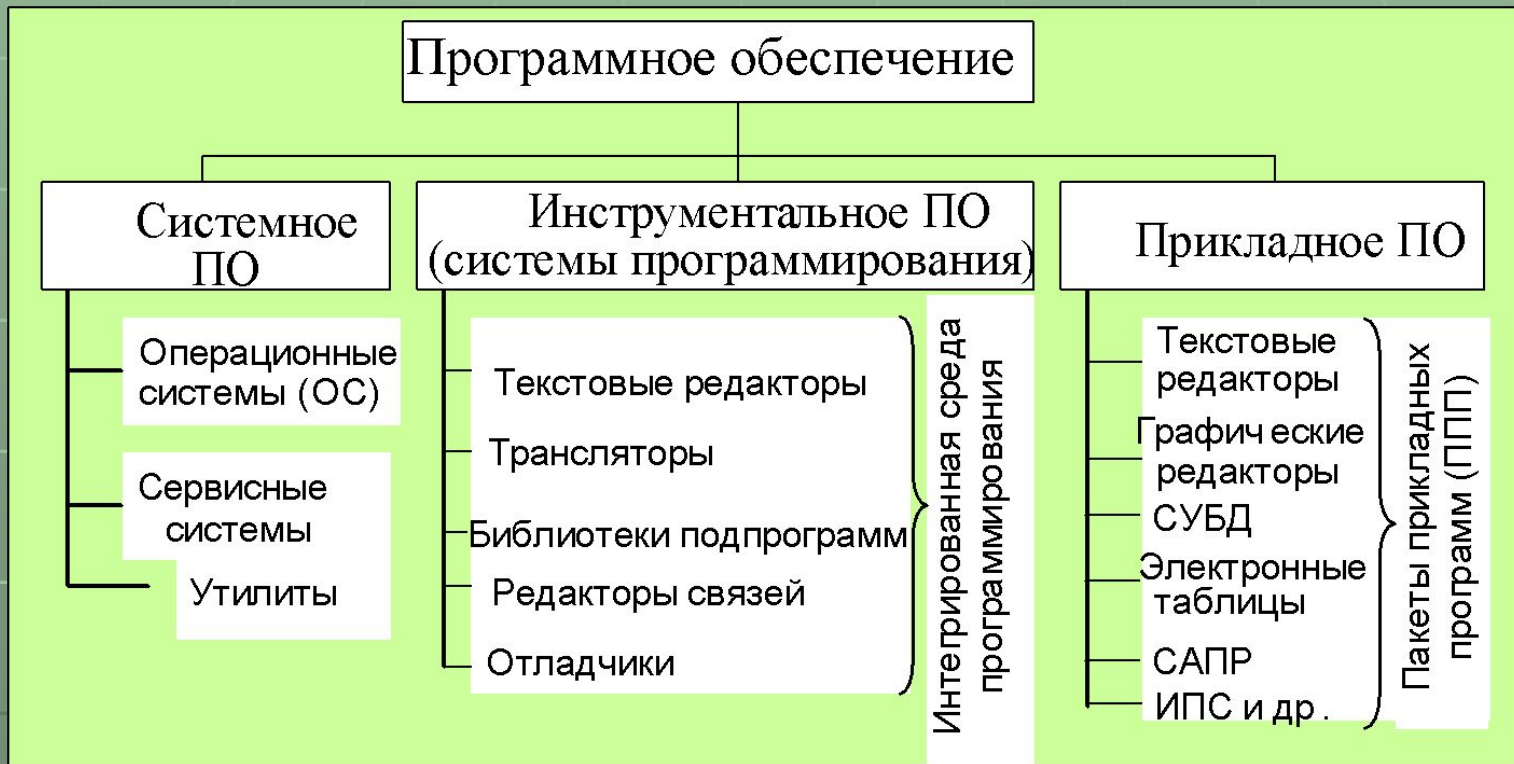 Программное обеспечение
Системное
ПО
Операционные
системы (ОС)
Сервисные
системы
Утилиты
Инструментальное ПО
(системы программирования)
Текстовые редакторы
Трансляторы
Библиотеки подпрограмм
Редакторы связей
Отладчики
Интегрированная среда
программирования
Прикладное ПО
Текстовые
редакторы
Графич еские
редакторы
СУБД
Электронные
таблицы
САПР
ИПС и др .
Пакеты прикладных
программ (ППП)